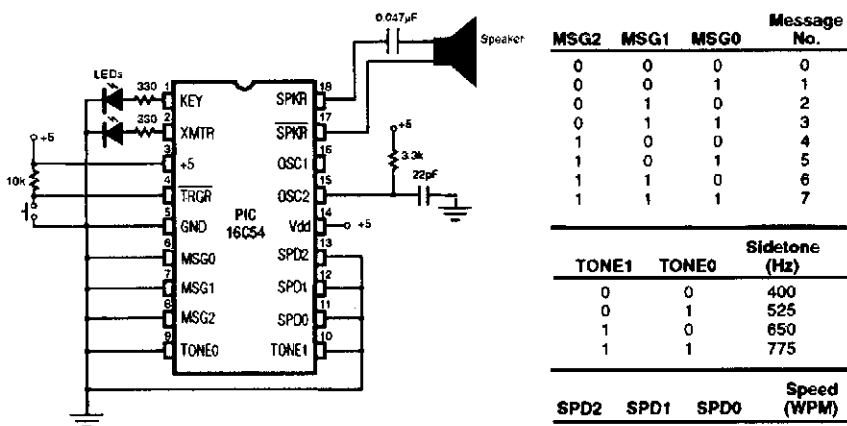 0.047µF
Speaker
LEDs
330
330
1
KEY
SPKR
18
2
XMTR
SPKR
17
+5
3
+5
OSC1
16
+5
3.3k
10k
4
TRGR
OSC2
15
22pF
5
GND
PIC
16C54
Vdd
14
+5
6
MSG0
SPD2
13
7
MSG1
SPD1
12
8
MSG2
SPD0
11
9
TONE0
TONE1
10
MSG2 MSG1 MSG0 Message No.
0 0 0 0
0 0 1 1
0 1 0 2
0 1 1 3
1 0 0 4
1 0 1 5
1 1 0 6
1 1 1 7
TONE1 TONE0 Sidetone (Hz)
0 0 400
0 1 525
1 0 650
1 1 775
SPD2 SPD1 SPD0 Speed (WPM)